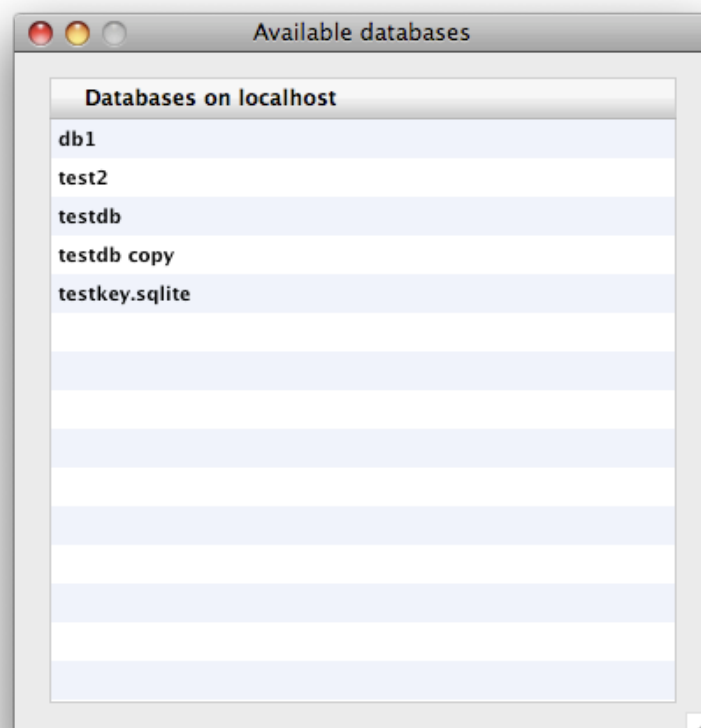 Available databases
Databases on localhost
db1
test2
testdb
testdb copy
testkey.sqlite